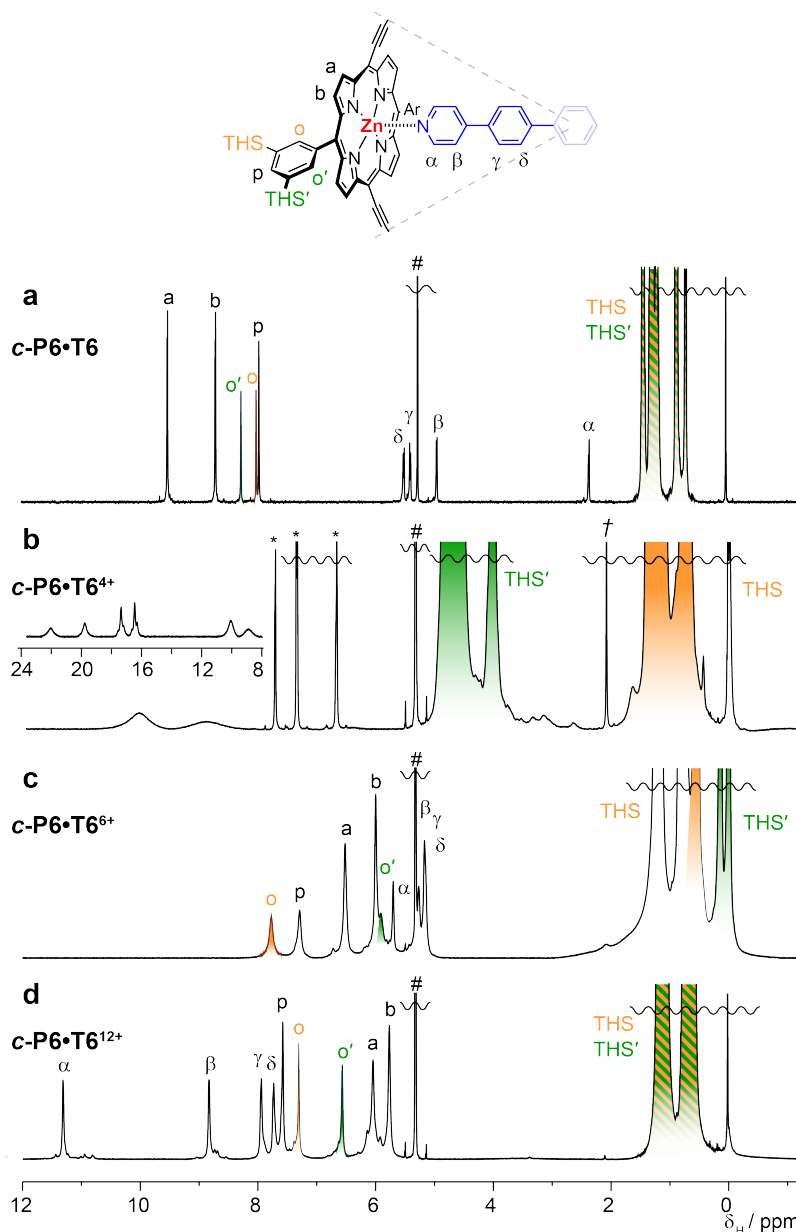 a
b
N
N
N
N
Zn
Ar
N
THS
o
p
o′
THS′
α β γ δ
a
c-P6•T6
a
b
o′
o
p
δ
γ
#
β
α
THS
THS′
b
c-P6•T6⁴⁺
24 20 16 12 8
*
*
*
#
THS′
†
THS
c
c-P6•T6⁶⁺
o
p
a
b
o′
α
#
β γ
δ
THS
THS′
d
c-P6•T6¹²⁺
α
β
γ
δ
p
o
o′
a
b
#
THS
THS′
12 10 8 6 4 2 0
δH / ppm